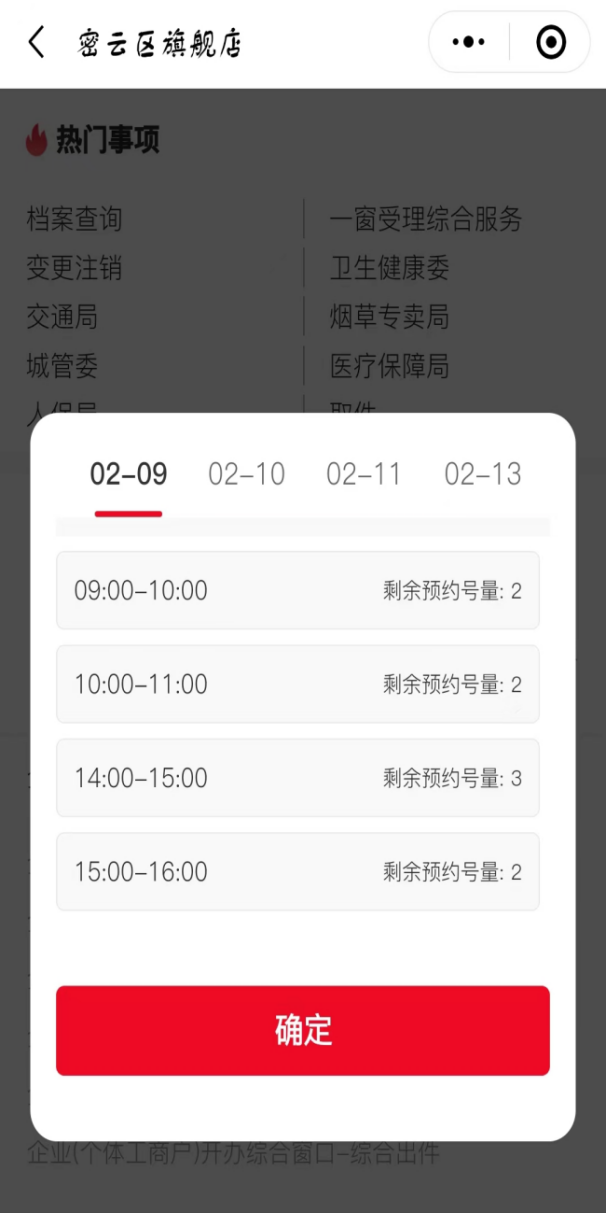 密云区旗舰店
热门事项
档案查询 一窗受理综合服务
变更注销 卫生健康委
交通局 烟草专卖局
城管委 医疗保障局
人保局 取件
02-09 02-10 02-11 02-13
09:00-10:00 剩余预约号量: 2
10:00-11:00 剩余预约号量: 2
14:00-15:00 剩余预约号量: 3
15:00-16:00 剩余预约号量: 2
确定
企业(个体工商户)开办综合窗口-综合出件